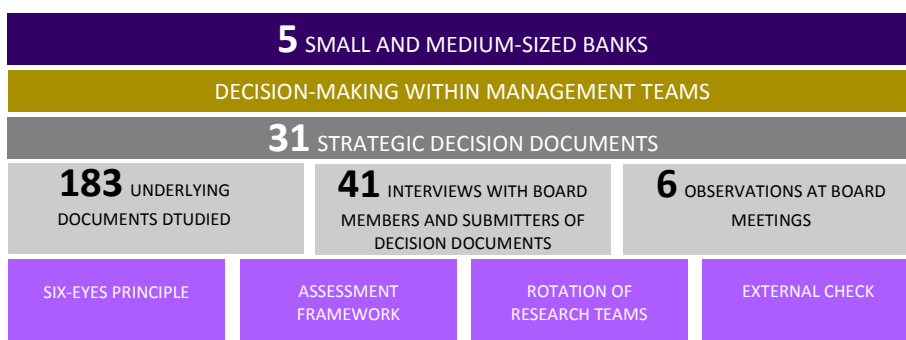 5 SMALL AND MEDIUM-SIZED BANKS
DECISION-MAKING WITHIN MANAGEMENT TEAMS
31 STRATEGIC DECISION DOCUMENTS
183 UNDERLYING
DOCUMENTS DTUDIED
41 INTERVIEWS WITH BOARD
MEMBERS AND SUBMITTERS OF
DECISION DOCUMENTS
6 OBSERVATIONS AT BOARD
MEETINGS
SIX-EYES PRINCIPLE
ASSESSMENT
FRAMEWORK
ROTATION OF
RESEARCH TEAMS
EXTERNAL CHECK